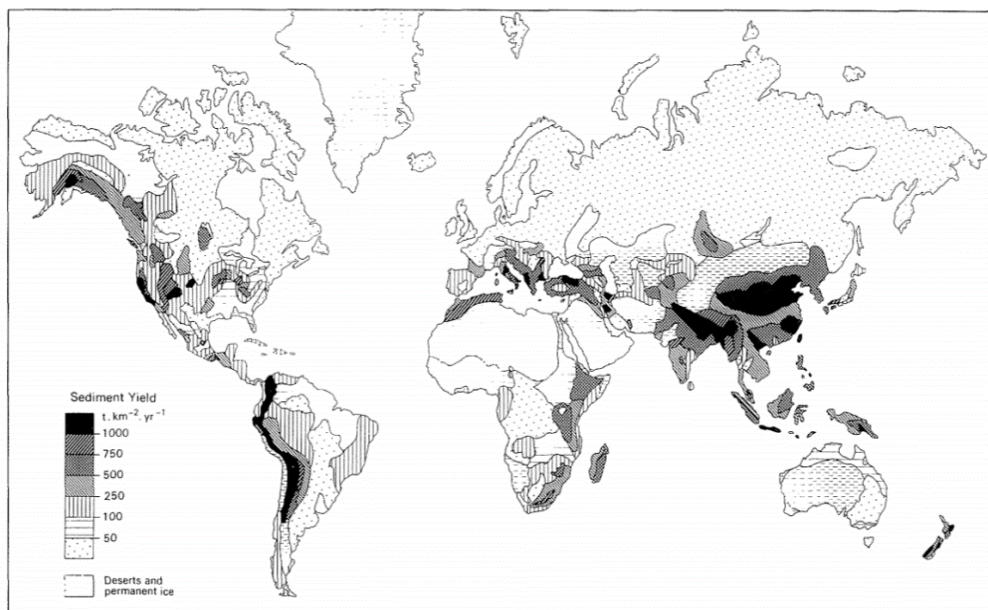 Sediment Yield
t. km⁻². yr⁻¹
1000
750
500
250
100
50
Deserts and
permanent ice